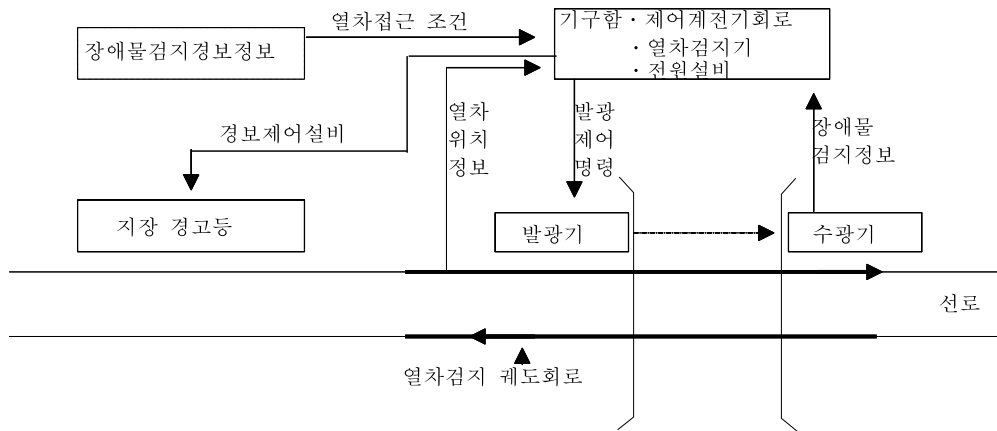 열차접근 조건
장애물검지경보정보
기구함・제어계전기회로
・열차검지기
・전원설비
경보제어설비
열차
위치
정보
발광
제어
명령
장애물
검지정보
지장 경고등
발광기
수광기
선로
열차검지 궤도회로